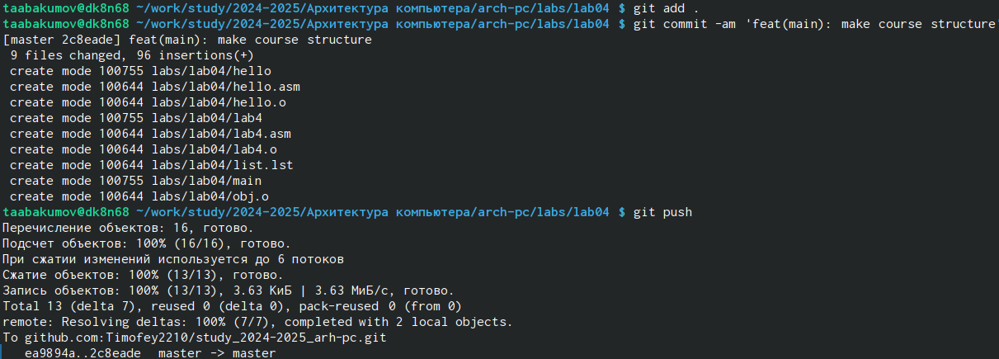 taabakumov@dk8n68 ~/work/study/2024-2025/Архитектура компьютера/arch-pc/labs/lab04 $ git add .
taabakumov@dk8n68 ~/work/study/2024-2025/Архитектура компьютера/arch-pc/labs/lab04 $ git commit -am 'feat(main): make course structure'
[master 2c8eade] feat(main): make course structure
 9 files changed, 96 insertions(+)
 create mode 100755 labs/lab04/hello
 create mode 100644 labs/lab04/hello.asm
 create mode 100644 labs/lab04/hello.o
 create mode 100755 labs/lab04/lab4
 create mode 100644 labs/lab04/lab4.asm
 create mode 100644 labs/lab04/lab4.o
 create mode 100644 labs/lab04/list.lst
 create mode 100755 labs/lab04/main
 create mode 100644 labs/lab04/obj.o
taabakumov@dk8n68 ~/work/study/2024-2025/Архитектура компьютера/arch-pc/labs/lab04 $ git push
Перечисление объектов: 16, готово.
Подсчет объектов: 100% (16/16), готово.
При сжатии изменений используется до 6 потоков
Сжатие объектов: 100% (13/13), готово.
Запись объектов: 100% (13/13), 3.63 КиБ | 3.63 МиБ/с, готово.
Total 13 (delta 7), reused 0 (delta 0), pack-reused 0 (from 0)
remote: Resolving deltas: 100% (7/7), completed with 2 local objects.
To github.com:Timofey2210/study_2024-2025_arh-pc.git
   ea9894a..2c8eade  master -> master